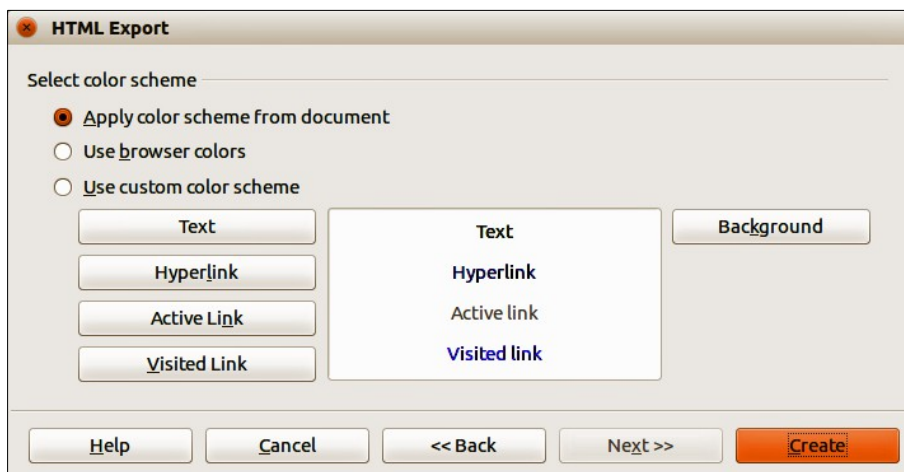 HTML Export
Select color scheme
Apply color scheme from document
Use browser colors
Use custom color scheme
Text
Text
Background
Hyperlink
Hyperlink
Active Link
Active link
Visited Link
Visited link
Help
Cancel
<< Back
Next >>
Create